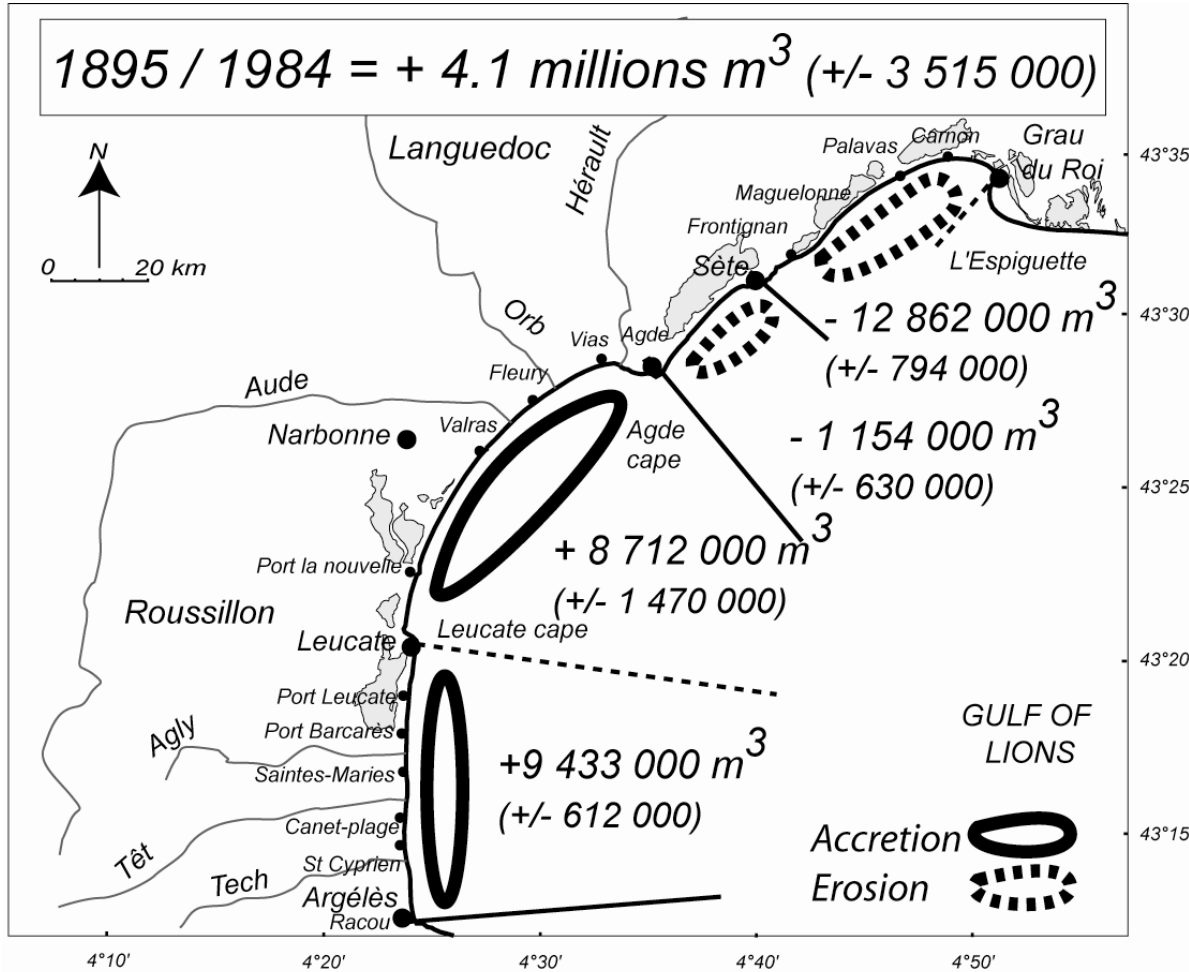 1895 / 1984 = + 4.1 millions m³ (+/- 3 515 000)
N
0 20 km
Languedoc
Hérault
Palavas
Carnon
Grau
du Roi
43°35'
Maguelonne
Frontignan
Sète
L'Espiguette
- 12 862 000 m³
(+/- 794 000)
43°30'
Orb
Vias
Agde
Fleury
Aude
Valras
Narbonne
Agde
cape
- 1 154 000 m³
(+/- 630 000)
43°25'
+ 8 712 000 m³
(+/- 1 470 000)
Port la nouvelle
Roussillon
Leucate
Leucate cape
43°20'
Port Leucate
Port Barcarès
Agly
Saintes-Maries
+9 433 000 m³
(+/- 612 000)
GULF OF
LIONS
Canet-plage
Têt
St Cyprien
Tech
Argélès
Racou
Accretion
Erosion
43°15'
4°10' 4°20' 4°30' 4°40' 4°50'